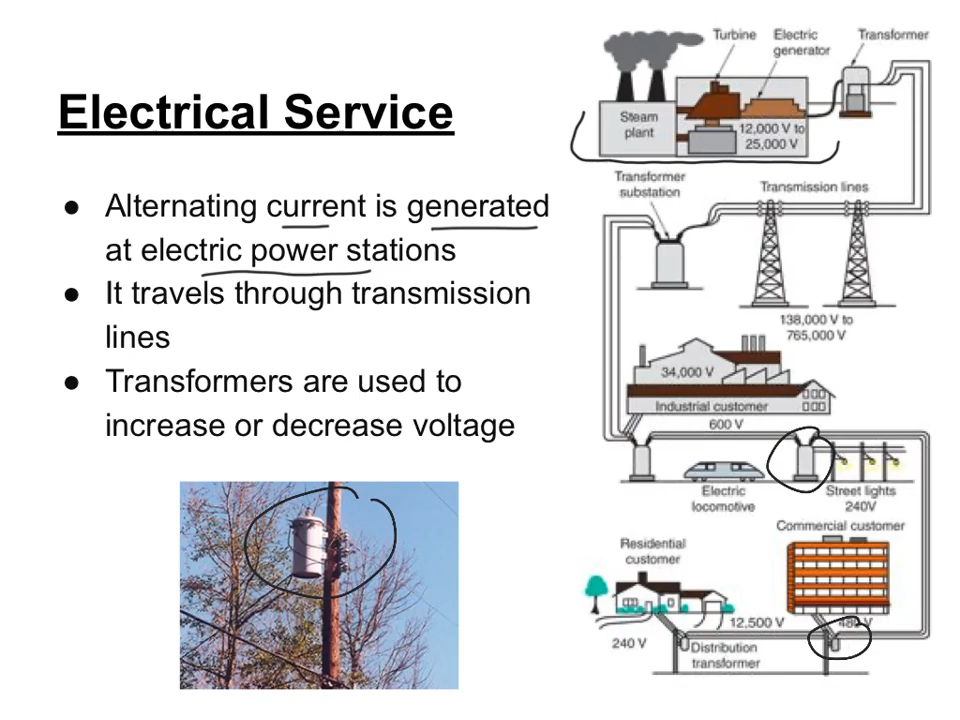 Electrical Service
● Alternating current is generated
at electric power stations
● It travels through transmission
lines
● Transformers are used to
increase or decrease voltage
Turbine
Electric
generator
Transformer
Steam
plant
12,000 V to
25,000 V
Transformer
substation
Transmission lines
138,000 V to
765,000 V
34,000 V
Industrial customer
600 V
Electric
locomotive
Street lights
240V
Commercial customer
Residential
customer
12,500 V
480 V
240 V
Distribution
transformer